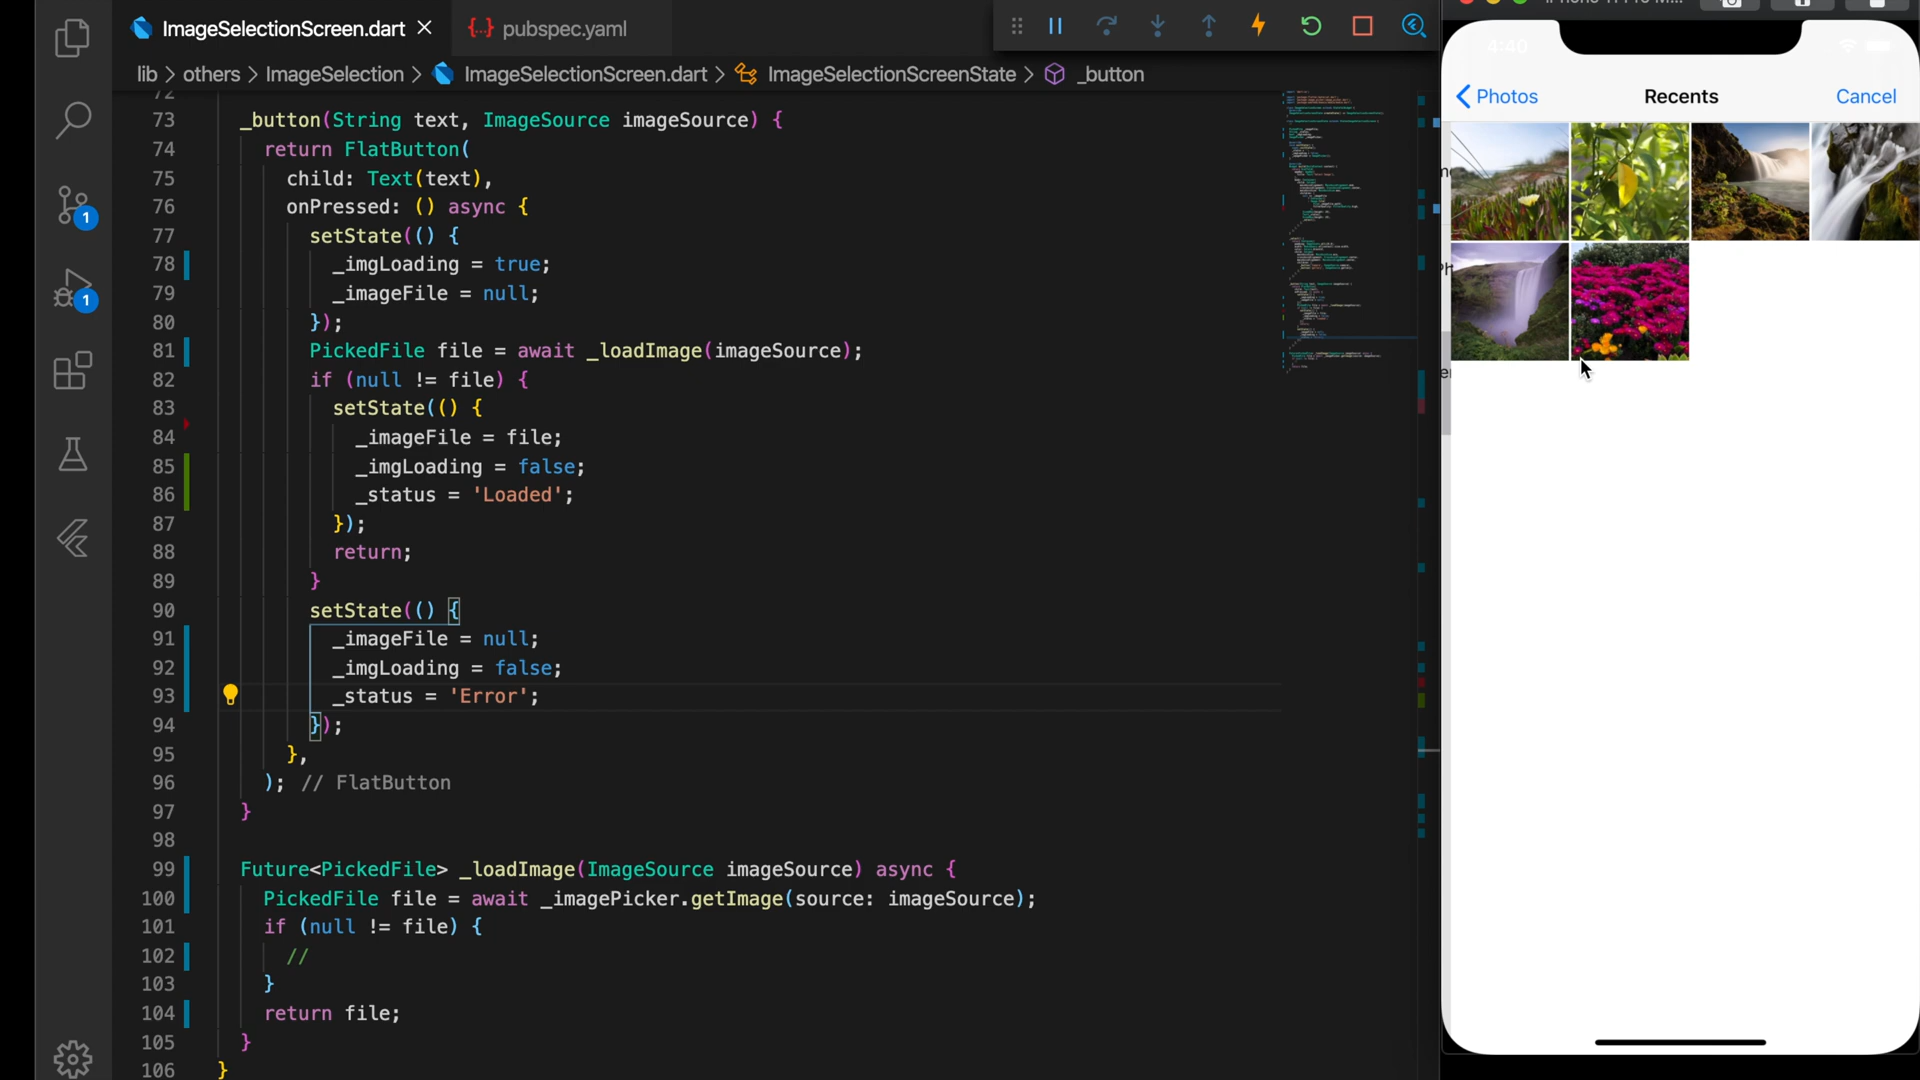 ImageSelectionScreen.dart
pubspec.yaml
lib > others > ImageSelection > ImageSelectionScreen.dart > ImageSelectionScreenState > _button
72
73 _button(String text, ImageSource imageSource) {
74 return FlatButton(
75 child: Text(text),
76 onPressed: () async {
77 setState(() {
78 _imgLoading = true;
79 _imageFile = null;
80 });
81 PickedFile file = await _loadImage(imageSource);
82 if (null != file) {
83 setState(() {
84 _imageFile = file;
85 _imgLoading = false;
86 _status = 'Loaded';
87 });
88 return;
89 }
90 setState(() {
91 _imageFile = null;
92 _imgLoading = false;
93 _status = 'Error';
94 });
95 },
96 ); // FlatButton
97 }
98
99 Future<PickedFile> _loadImage(ImageSource imageSource) async {
100 PickedFile file = await _imagePicker.getImage(source: imageSource);
101 if (null != file) {
102 //
103 }
104 return file;
105 }
106 }
1
1
4:40
Photos
Recents
Cancel